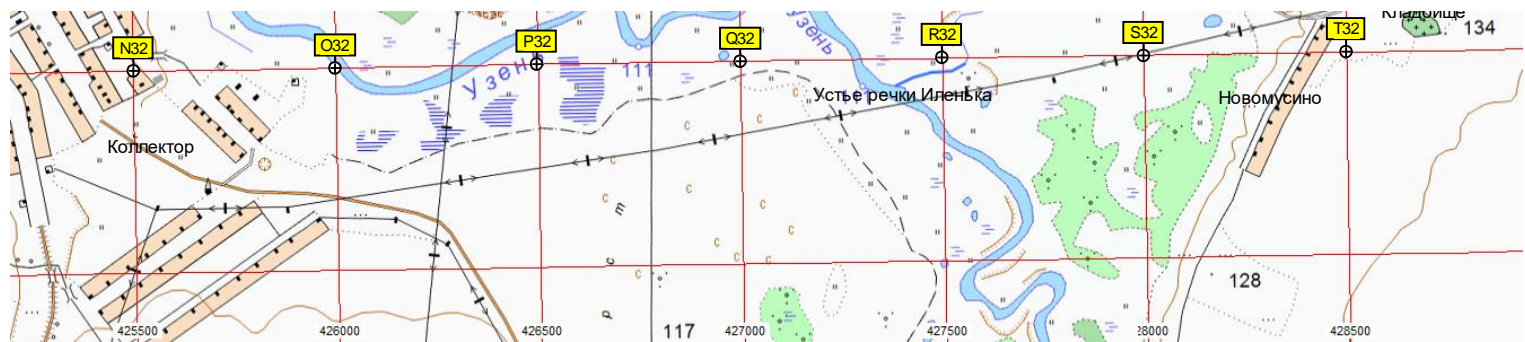 Кладбище
134
N32
O32
P32
Q32
R32
S32
T32
Узень
Узень
111
Устье речки Иленька
Новомусино
Коллектор
т
с
р
128
117
425500
426000
426500
427000
427500
428000
428500